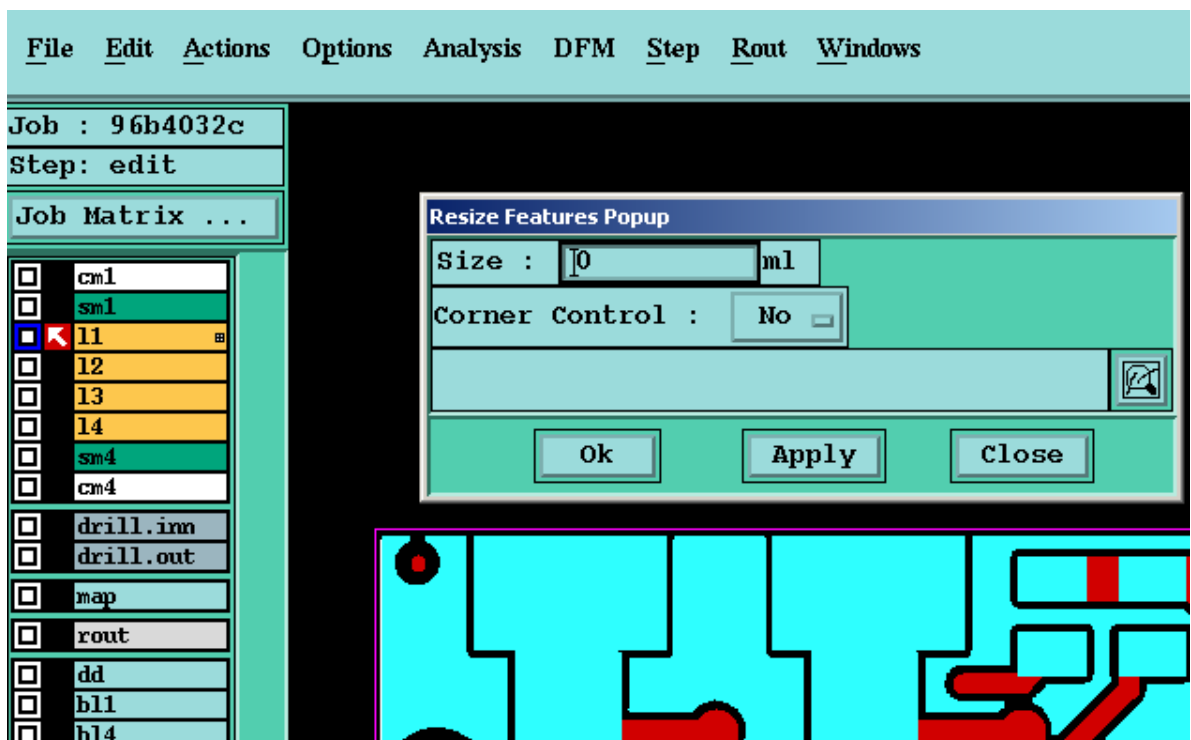 File Edit Actions Options Analysis DFM Step Rout Windows
Job : 96b4032c
Step: edit
Job Matrix ...
Resize Features Popup
Size : 0 ml
Corner Control : No
Ok Apply Close
cm1
sm1
l1
l2
l3
l4
sm4
cm4
drill.inn
drill.out
map
rout
dd
bl1
bl4